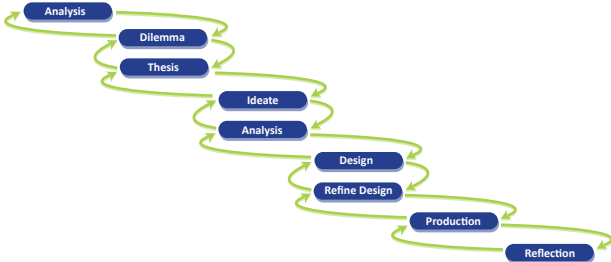 Analysis
Dilemma
Thesis
Ideate
Analysis
Design
Refine Design
Production
Reflection